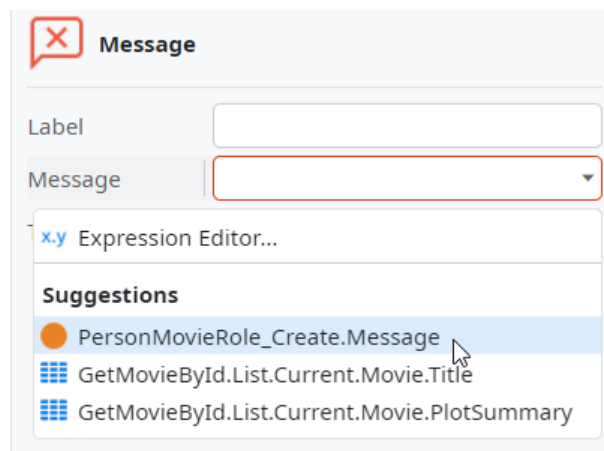 Message
Label
Message
x.y Expression Editor...
Suggestions
PersonMovieRole_Create.Message
GetMovieById.List.Current.Movie.Title
GetMovieById.List.Current.Movie.PlotSummary